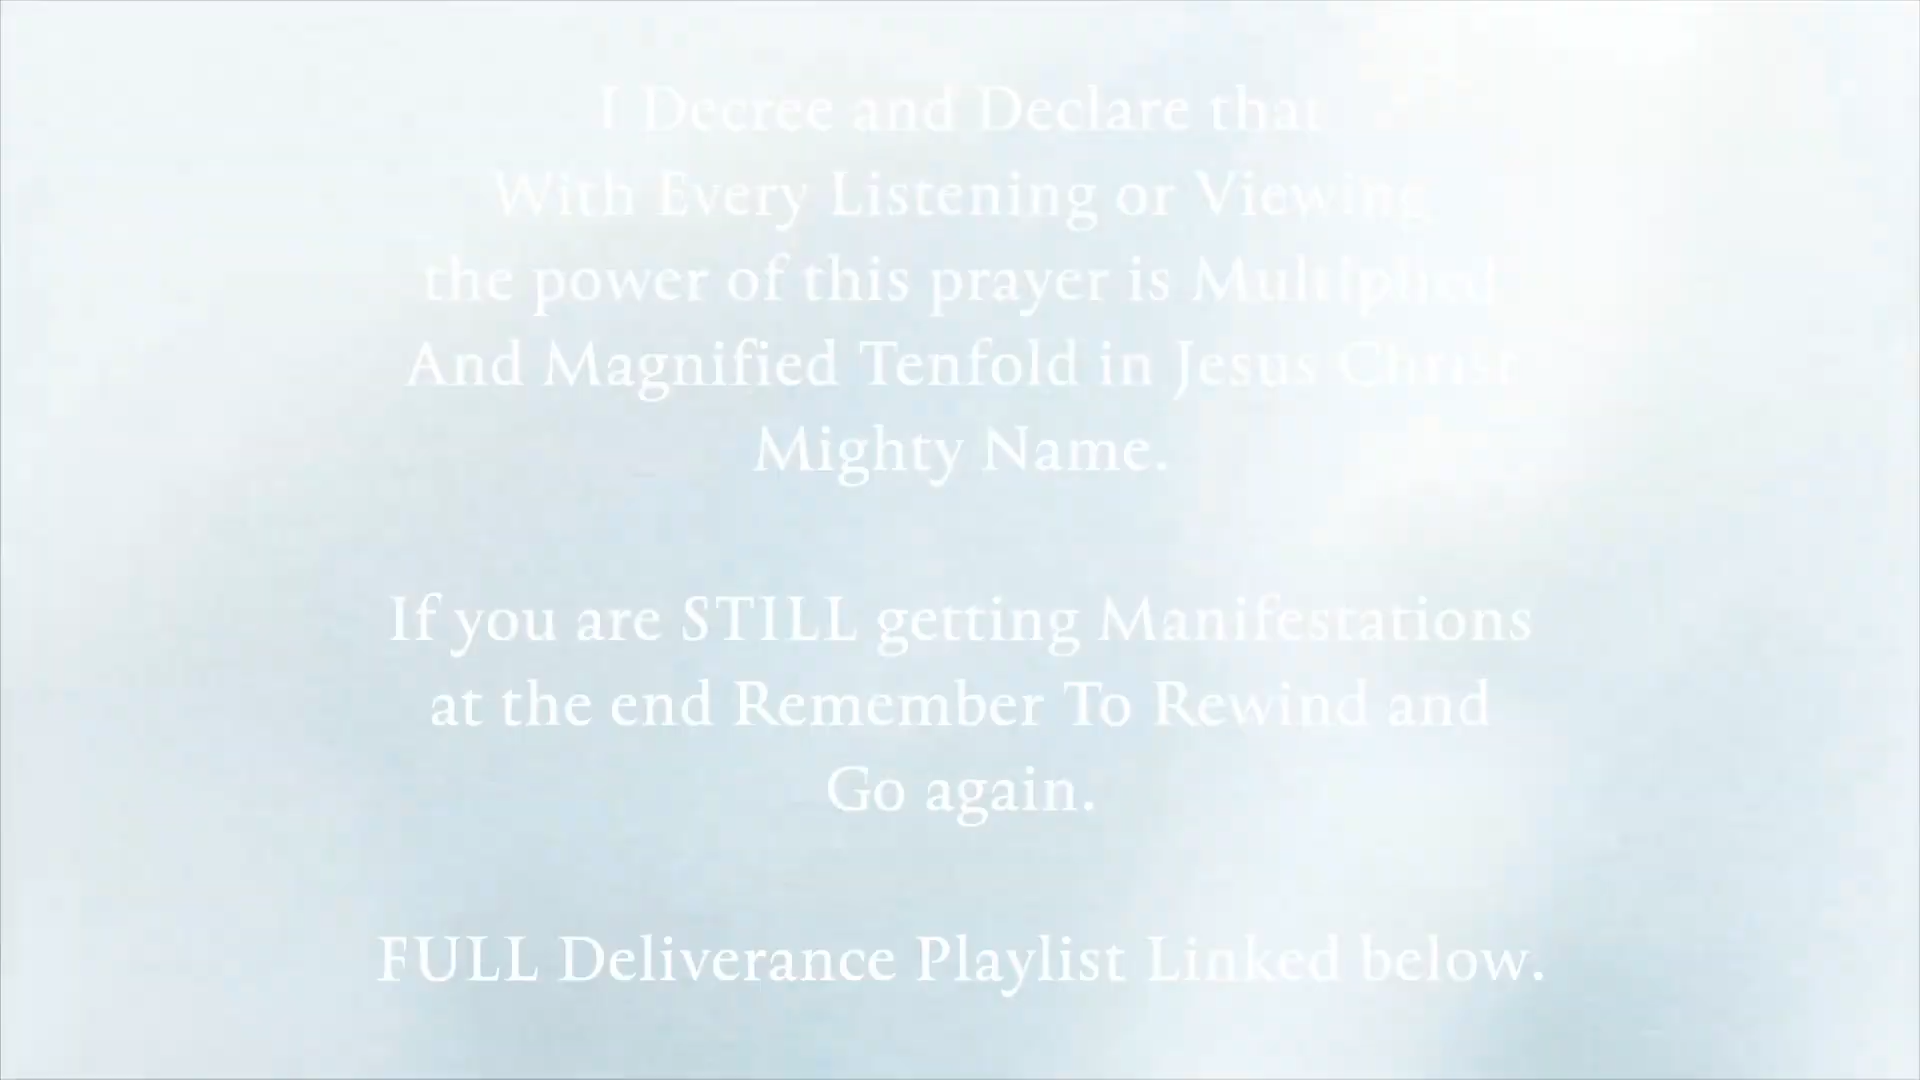 I Decree and Declare that
With Every Listening or Viewing
the power of this prayer is Multiplied
And Magnified Tenfold in Jesus Christ
Mighty Name.
If you are STILL getting Manifestations
at the end Remember To Rewind and
Go again.
FULL Deliverance Playlist Linked below.